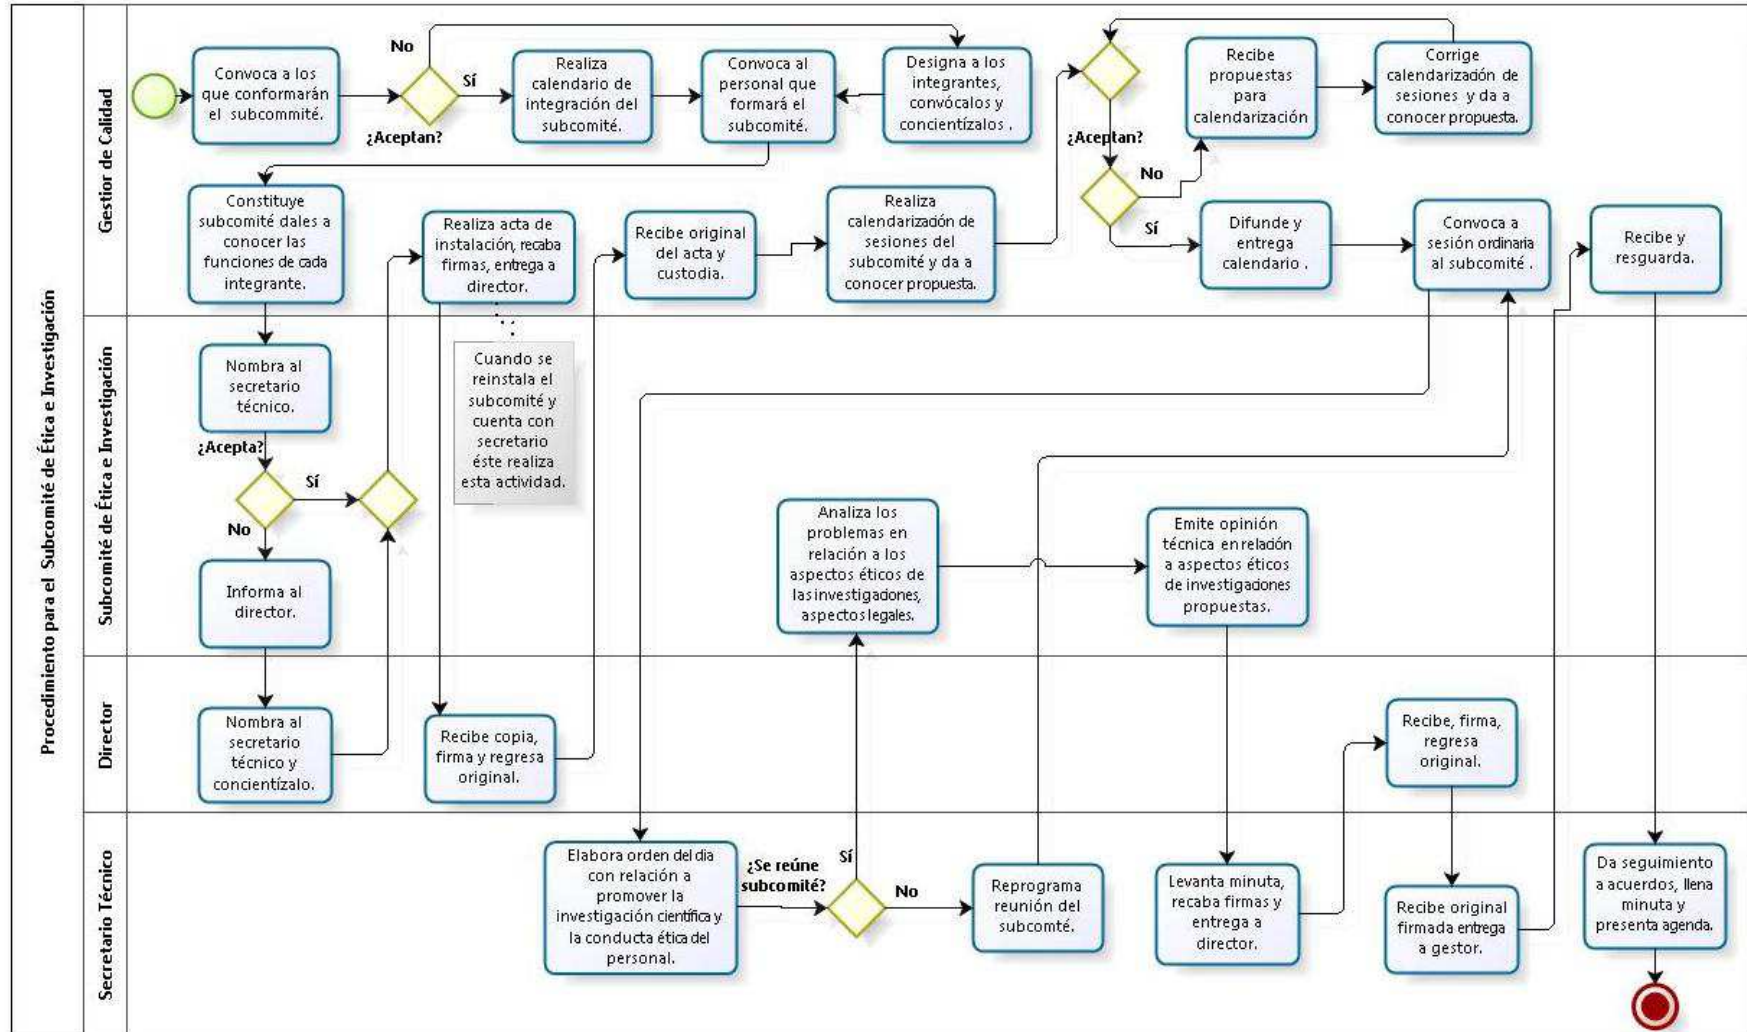 Procedimiento para el Subcomité de Ética e Investigación
Gestior de Calidad
Convoca a los
que conformarán
el subcommité.
No
Sí
¿Aceptan?
Realiza
calendario de
integración del
subcomité.
Convoca al
personal que
formará el
subcomité.
Designa a los
integrantes,
convócalos y
concientízalos .
¿Aceptan?
No
Sí
Recibe
propuestas
para
calendarización
Corrige
calendarización de
sesiones y da a
conocer propuesta.
Constituye
subcomité dales a
conocer las
funciones de cada
integrante.
Realiza acta de
instalación, recaba
firmas, entrega a
director.
Recibe original
del acta y
custodia.
Realiza
calendarización de
sesiones del
subcomité y da a
conocer propuesta.
Difunde y
entrega
calendario .
Convoca a
sesión ordinaria
al subcomité .
Recibe y
resguarda.
Subcomité de Ética e Investigación
Nombra al
secretario
técnico.
¿Acepta?
Sí
No
Informa al
director.
Cuando se
reinstala el
subcomité y
cuenta con
secretario
éste realiza
esta actividad.
Analiza los
problemas en
relación a los
aspectos éticos de
las investigaciones,
aspectos legales.
Emite opinión
técnica en relación
a aspectos éticos
de investigaciones
propuestas.
Director
Nombra al
secretario
técnico y
concientízalo.
Recibe copia,
firma y regresa
original.
Recibe, firma,
regresa
original.
Secretario Técnico
Elabora orden del dia
con relación a
promover la
investigación científica y
la conducta ética del
personal.
¿Se reúne
subcomité?
Sí
No
Reprograma
reunión del
subcomté.
Levanta minuta,
recaba firmas y
entrega a
director.
Recibe original
firmada entrega
a gestor.
Da seguimiento
a acuerdos, llena
minuta y
presenta agenda.